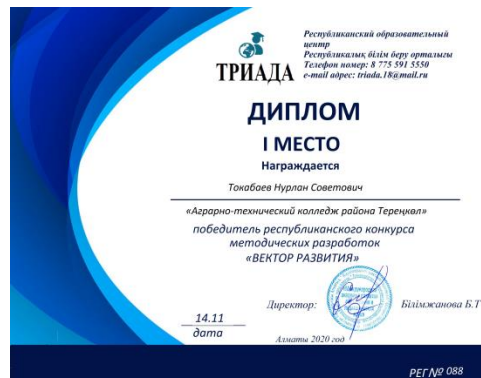 Республиканский образовательный
центр
Республикалық білім беру орталығы
Телефон номер: 8 775 591 5550
e-mail адрес: triada.18@mail.ru
ТРИАДА
ДИПЛОМ
I МЕСТО
Награждается
Токабаев Нурлан Советович
«Аграрно-технический колледж района Тереңкөл»
победитель республиканского конкурса
методических разработок
«ВЕКТОР РАЗВИТИЯ»
Директор:
Білімжанова Б.Т
14.11
дата
Алматы 2020 год
РЕГ№ 088